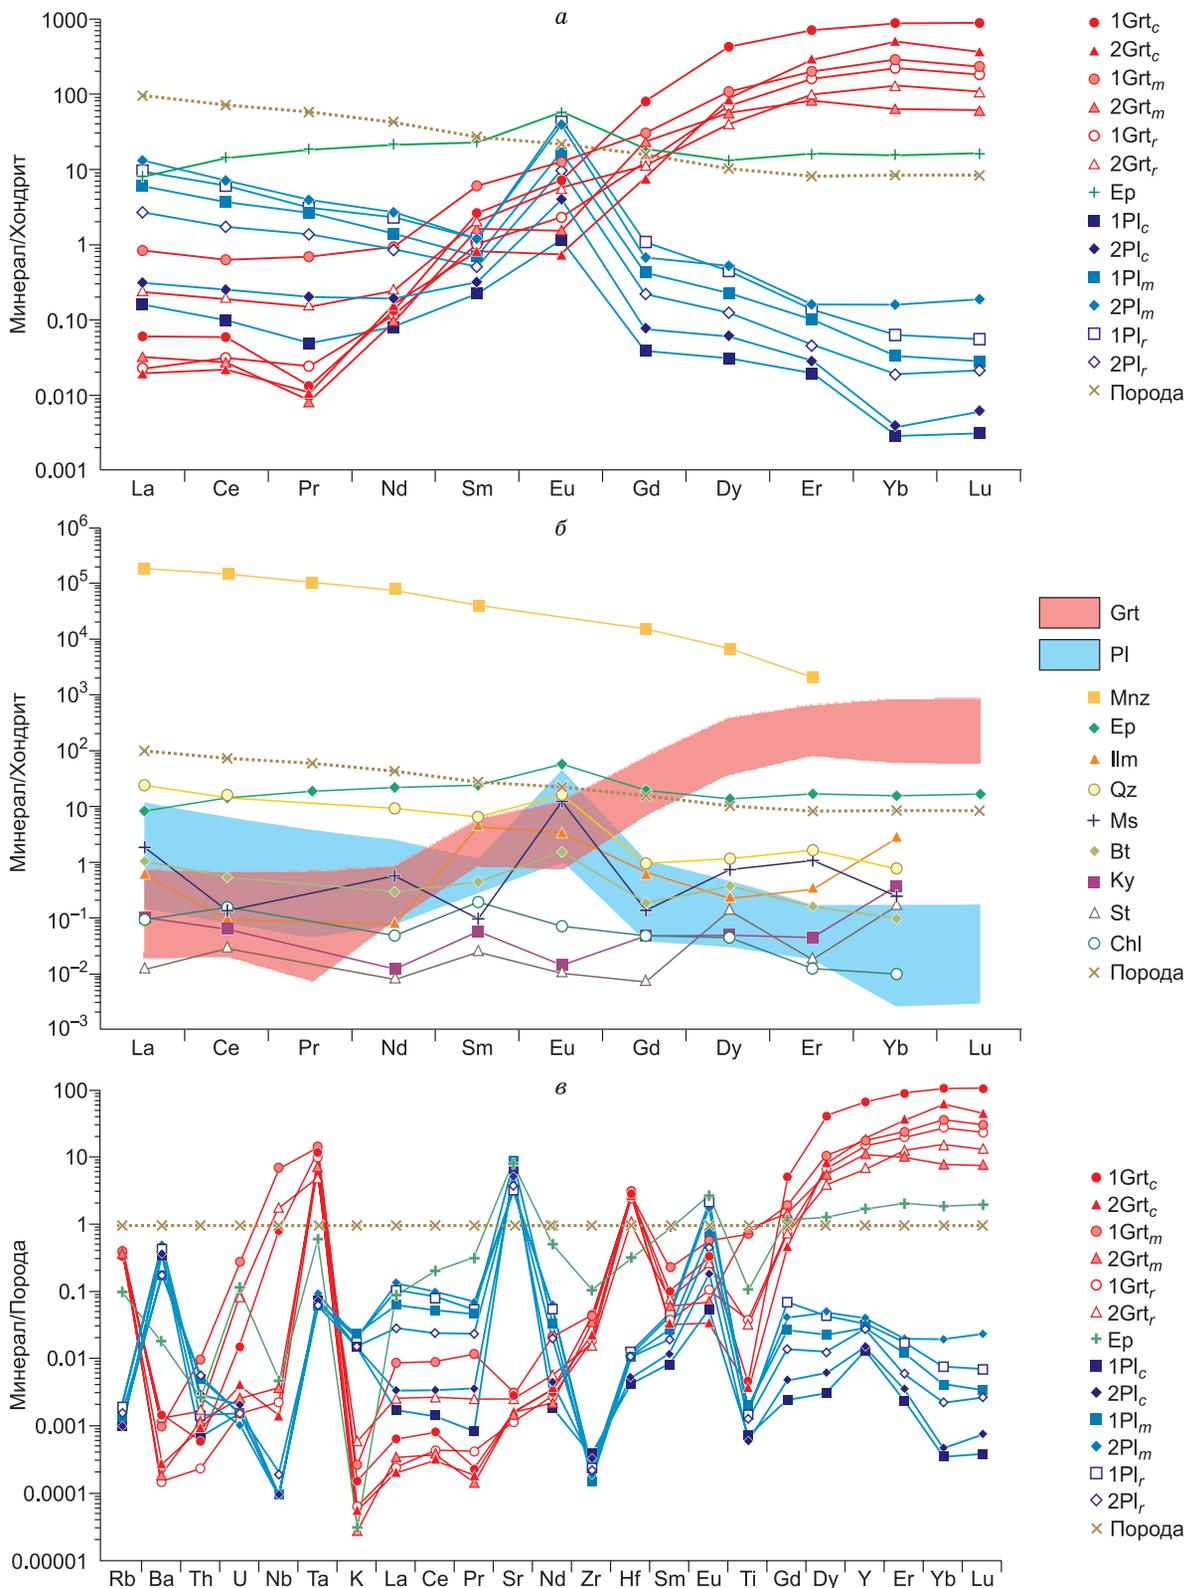 а
1000
100
10
1
0.10
0.010
0.001
Минерал/Хондрит
La Ce Pr Nd Sm Eu Gd Dy Er Yb Lu
1Grtc
2Grtc
1Grtm
2Grtm
1Grtr
2Grtr
Ep
1Plc
2Plc
1Plm
2Plm
1Plr
2Plr
Порода
б
10⁶
10⁵
10⁴
10³
10²
10
1
10⁻¹
10⁻²
10⁻³
Минерал/Хондрит
La Ce Pr Nd Sm Eu Gd Dy Er Yb Lu
Grt
Pl
Mnz
Ep
Ilm
Qz
Ms
Bt
Ky
St
Chl
Порода
в
100
10
1
0.1
0.01
0.001
0.0001
0.00001
Минерал/Порода
Rb Ba Th U Nb Ta K La Ce Pr Sr Nd Zr Hf Sm Eu Ti Gd Dy Y Er Yb Lu
1Grtc
2Grtc
1Grtm
2Grtm
1Grtr
2Grtr
Ep
1Plc
2Plc
1Plm
2Plm
1Plr
2Plr
Порода